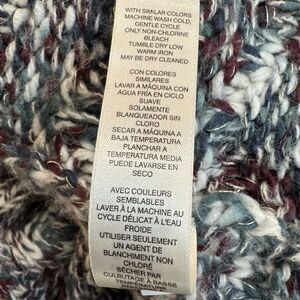 WITH SIMILAR COLORS
MACHINE WASH COLD,
GENTLE CYCLE
ONLY NON-CHLORINE
BLEACH
TUMBLE DRY LOW
WARM IRON
MAY BE DRY CLEANED
CON COLORES
SIMILARES
LAVAR A MÁQUINA CON
AGUA FRÍA EN CICLO
SUAVE
SOLAMENTE
BLANQUEADOR SIN
CLORO
SECAR A MÁQUINA A
BAJA TEMPERATURA
PLANCHAR A
TEMPERATURA MEDIA
PUEDE LAVARSE EN
SECO
AVEC COULEURS
SEMBLABLES
LAVER À LA MACHINE AU
CYCLE DÉLICAT À L'EAU
FROIDE
UTILISER SEULEMENT
UN AGENT DE
BLANCHIMENT NON
CHLORÉ
SÉCHER PAR
CULBUTAGE À BASSE
TEMPÉRATURE